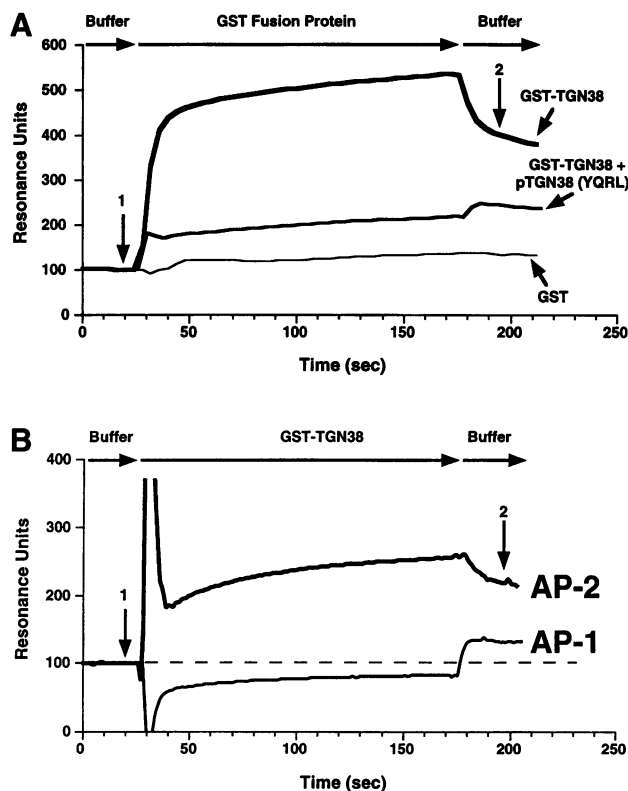 A
Buffer
GST Fusion Protein
Buffer
600
500
400
300
200
100
0
Resonance Units
1
2
GST-TGN38
GST-TGN38 +
pTGN38 (YQRL)
GST
0
50
100
150
200
250
Time (sec)
B
Buffer
GST-TGN38
Buffer
400
300
200
100
0
Resonance Units
1
2
AP-2
AP-1
0
50
100
150
200
250
Time (sec)